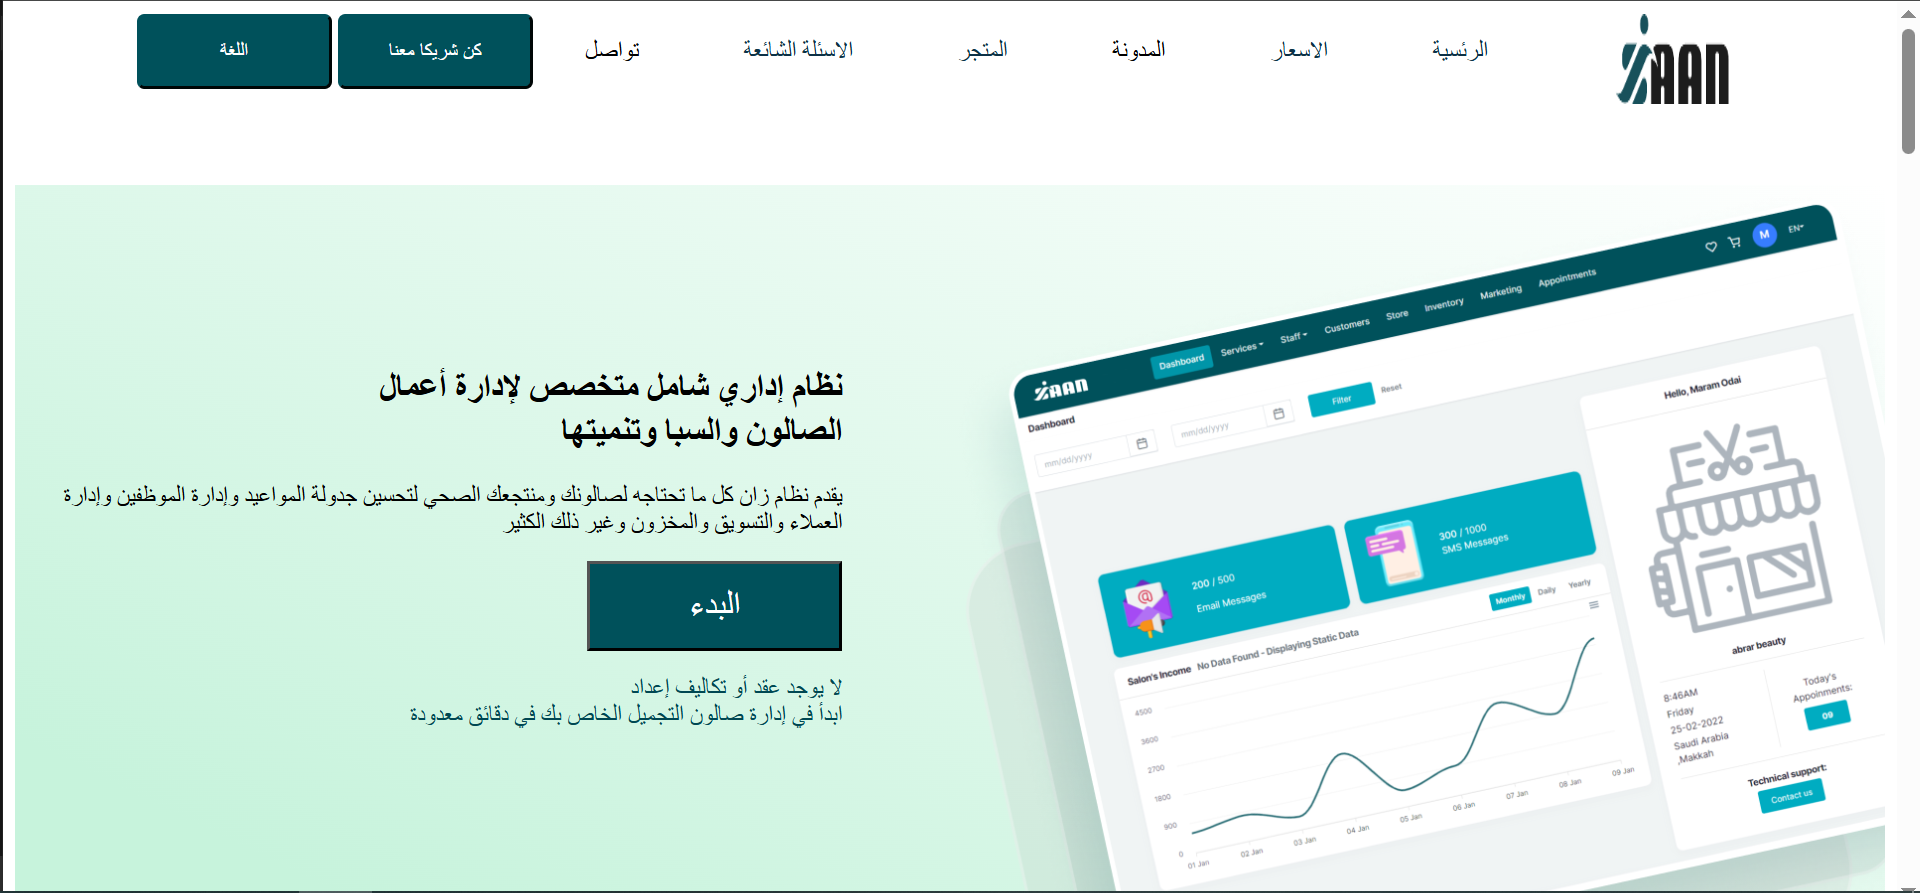 ZAAN
الرئسية
الاسعار
المدونة
المتجر
الاسئلة الشائعة
تواصل
كن شريكا معنا
اللغة
نظام إداري شامل متخصص لإدارة أعمال
الصالون والسبا وتنميتها
يقدم نظام زان كل ما تحتاجه لصالونك ومنتجعك الصحي لتحسين جدولة المواعيد وإدارة الموظفين وإدارة
العملاء والتسويق والمخزون وغير ذلك الكثير
البدء
لا يوجد عقد أو تكاليف إعداد
ابدأ في إدارة صالون التجميل الخاص بك في دقائق معدودة
ZAAN
Dashboard
Services
Staff
Customers
Store
Inventory
Marketing
Appointments
M
EN
Dashboard
mm/dd/yyyy
mm/dd/yyyy
Filter
Reset
200 / 500
Email Messages
300 / 1000
SMS Messages
Salon's Income No Data Found - Displaying Static Data
Monthly
Daily
Yearly
4500
3600
2700
1800
900
0
01 Jan
02 Jan
03 Jan
04 Jan
05 Jan
06 Jan
07 Jan
08 Jan
09 Jan
Hello, Maram Odai
abrar beauty
8:46AM
Friday
25-02-2022
Saudi Arabia
,Makkah
Today's
Appoinments:
09
Technical support:
Contact us